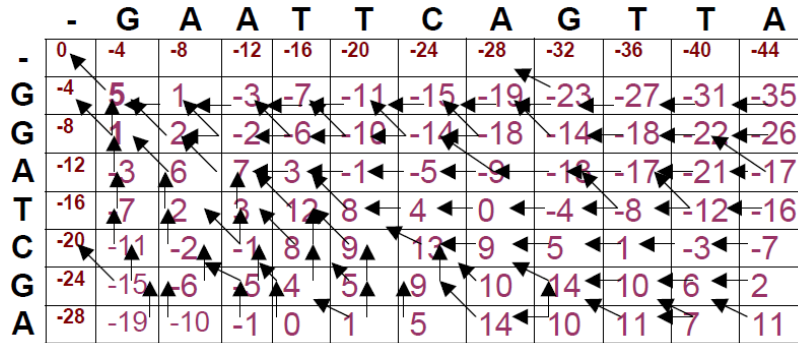 - G A A T T C A G T T A
- 0 -4 -8 -12 -16 -20 -24 -28 -32 -36 -40 -44
G -4 5 1 -3 -7 -11 -15 -19 -23 -27 -31 -35
G -8 1 2 -2 -6 -10 -14 -18 -14 -18 -22 -26
A -12 -3 6 7 3 -1 -5 -9 -13 -17 -21 -17
T -16 -7 2 3 12 8 4 0 -4 -8 -12 -16
C -20 -11 -2 -1 8 9 13 9 5 1 -3 -7
G -24 -15 -6 -5 4 5 9 10 14 10 6 2
A -28 -19 -10 -1 0 1 5 14 10 11 7 11